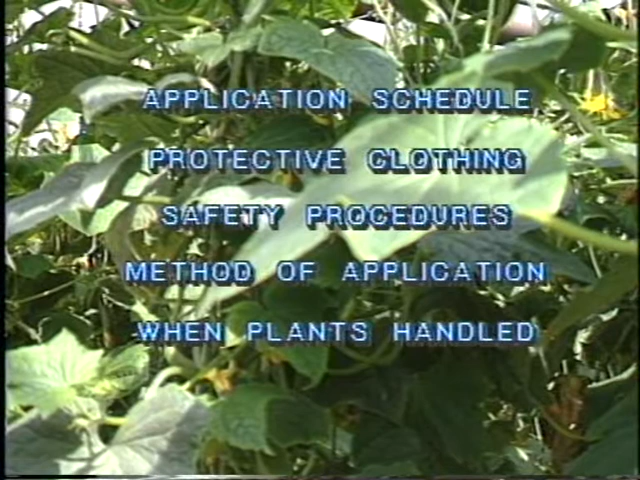 APPLICATION SCHEDULE
PROTECTIVE CLOTHING
SAFETY PROCEDURES
METHOD OF APPLICATION
WHEN PLANTS HANDLED